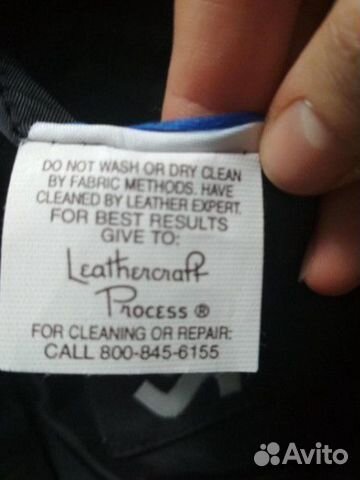 DO NOT WASH OR DRY CLEAN
BY FABRIC METHODS. HAVE
CLEANED BY LEATHER EXPERT.
FOR BEST RESULTS
GIVE TO:
Leathercraft
Process ®
FOR CLEANING OR REPAIR:
CALL 800-845-6155
Avito